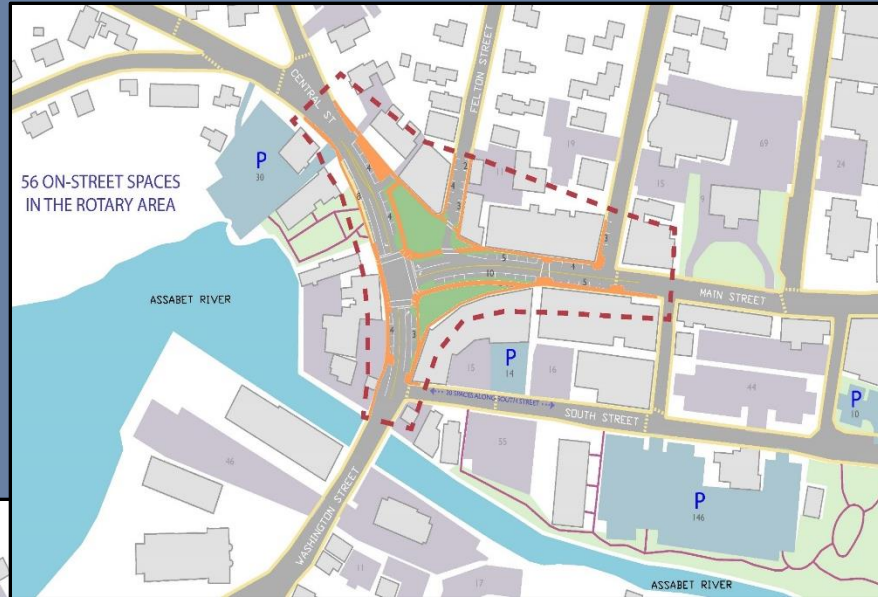 CENTRAL ST
FELTON STREET
P
30
56 ON-STREET SPACES
IN THE ROTARY AREA
4
8
4
2
4
3
11
19
15
9
69
24
3
5
4
10
5
ASSABET RIVER
MAIN STREET
4
3
P
15
14
16
44
P
10
SPACES ALONG SOUTH STREET
SOUTH STREET
55
46
WASHINGTON STREET
P
146
11
17
ASSABET RIVER